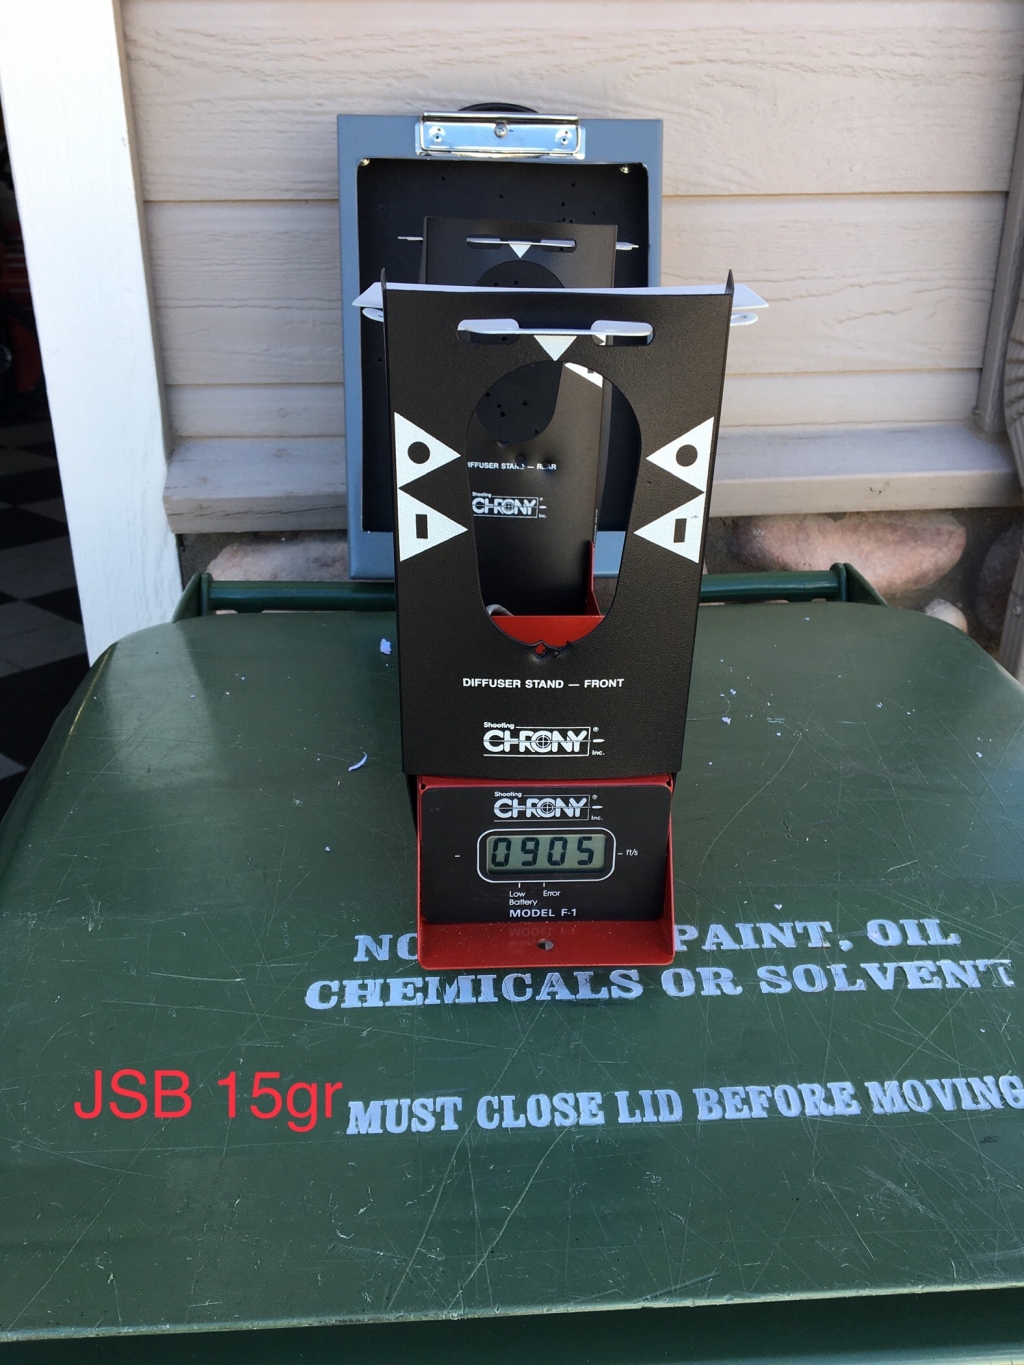 DIFFUSER STAND — REAR
Shooting
CHRONY®
Inc.
DIFFUSER STAND — FRONT
Shooting
CHRONY®
Inc.
Shooting
CHRONY®
Inc.
0905 ft/s
Low Battery
Error
MODEL F-1
PAINT, OIL
CHEMICALS OR SOLVENT
JSB 15gr
MUST CLOSE LID BEFORE MOVING